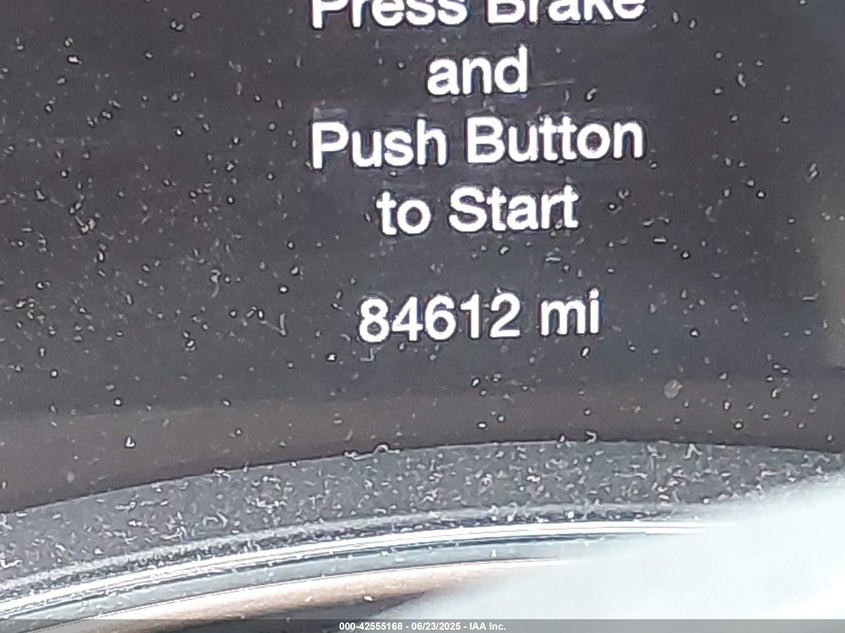 Press Brake
and
Push Button
to Start
84612 mi
000-42555168 - 06/23/2025 - IAA Inc.